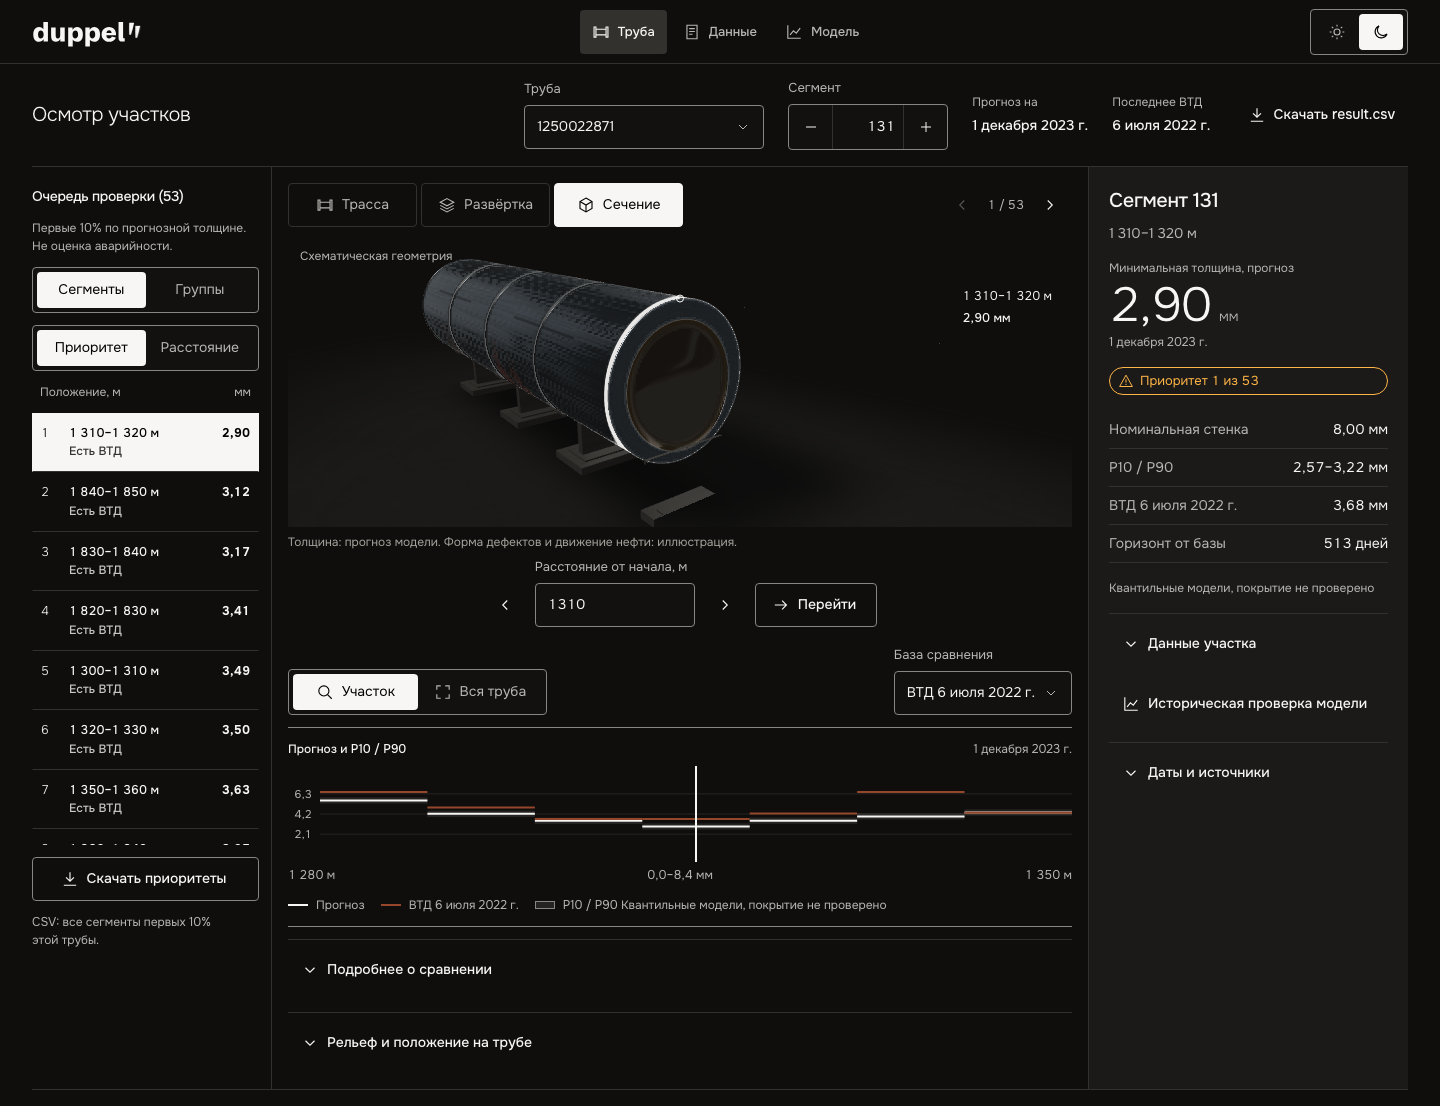 duppel
Труба
Данные
Модель
Осмотр участков
Труба
1250022871
Сегмент
131
Прогноз на
1 декабря 2023 г.
Последнее ВТД
6 июля 2022 г.
Скачать result.csv
Очередь проверки (53)
Первые 10% по прогнозной толщине.
Не оценка аварийности.
Сегменты
Группы
Приоритет
Расстояние
Положение, м
мм
1
1 310–1 320 м
2,90
Есть ВТД
2
1 840–1 850 м
3,12
Есть ВТД
3
1 830–1 840 м
3,17
Есть ВТД
4
1 820–1 830 м
3,41
Есть ВТД
5
1 300–1 310 м
3,49
Есть ВТД
6
1 320–1 330 м
3,50
Есть ВТД
7
1 350–1 360 м
3,63
Есть ВТД
Скачать приоритеты
CSV: все сегменты первых 10%
этой трубы.
Трасса
Развёртка
Сечение
1 / 53
Схематическая геометрия
1 310–1 320 м
2,90 мм
Толщина: прогноз модели. Форма дефектов и движение нефти: иллюстрация.
Расстояние от начала, м
1310
Перейти
Участок
Вся труба
База сравнения
ВТД 6 июля 2022 г.
Прогноз и P10 / P90
1 декабря 2023 г.
6,3
4,2
2,1
1 280 м
0,0–8,4 мм
1 350 м
Прогноз
ВТД 6 июля 2022 г.
P10 / P90 Квантильные модели, покрытие не проверено
Подробнее о сравнении
Рельеф и положение на трубе
Сегмент 131
1 310–1 320 м
Минимальная толщина, прогноз
2,90 мм
1 декабря 2023 г.
Приоритет 1 из 53
Номинальная стенка
8,00 мм
P10 / P90
2,57–3,22 мм
ВТД 6 июля 2022 г.
3,68 мм
Горизонт от базы
513 дней
Квантильные модели, покрытие не проверено
Данные участка
Историческая проверка модели
Даты и источники